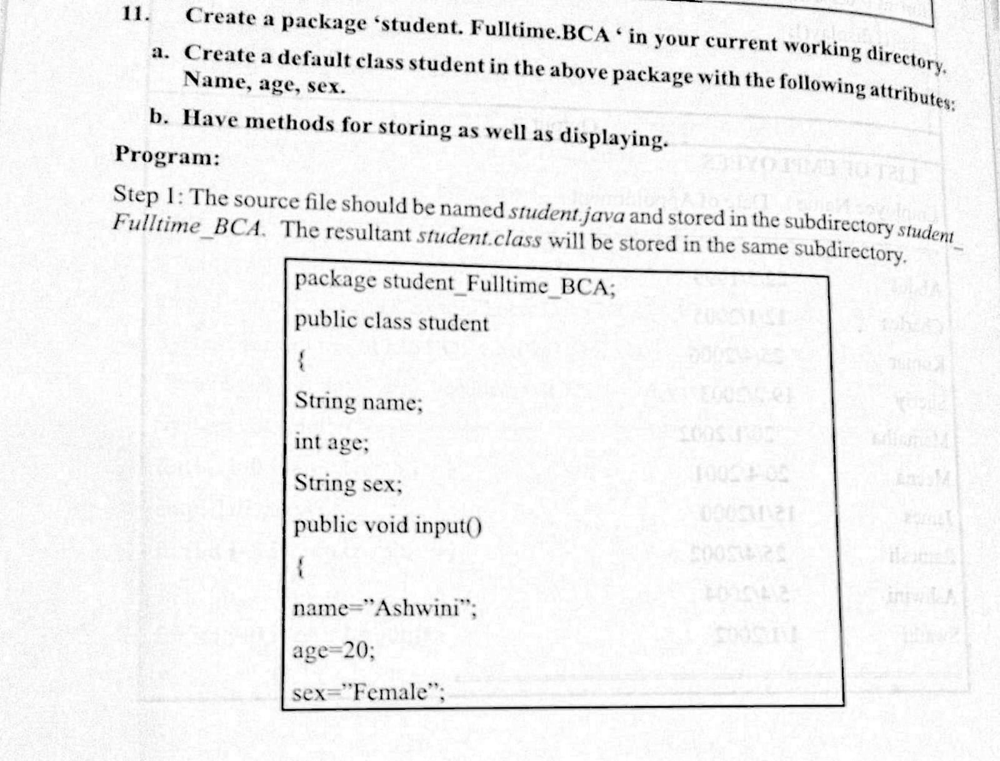 11. Create a package ‘student. Fulltime.BCA ‘ in your current working directory.
a. Create a default class student in the above package with the following attributes:
Name, age, sex.
b. Have methods for storing as well as displaying.
Program:
Step 1: The source file should be named student.java and stored in the subdirectory student_
Fulltime_BCA. The resultant student.class will be stored in the same subdirectory.
package student_Fulltime_BCA;
public class student
{
String name;
int age;
String sex;
public void input()
{
name=”Ashwini”;
age=20;
sex=”Female”;